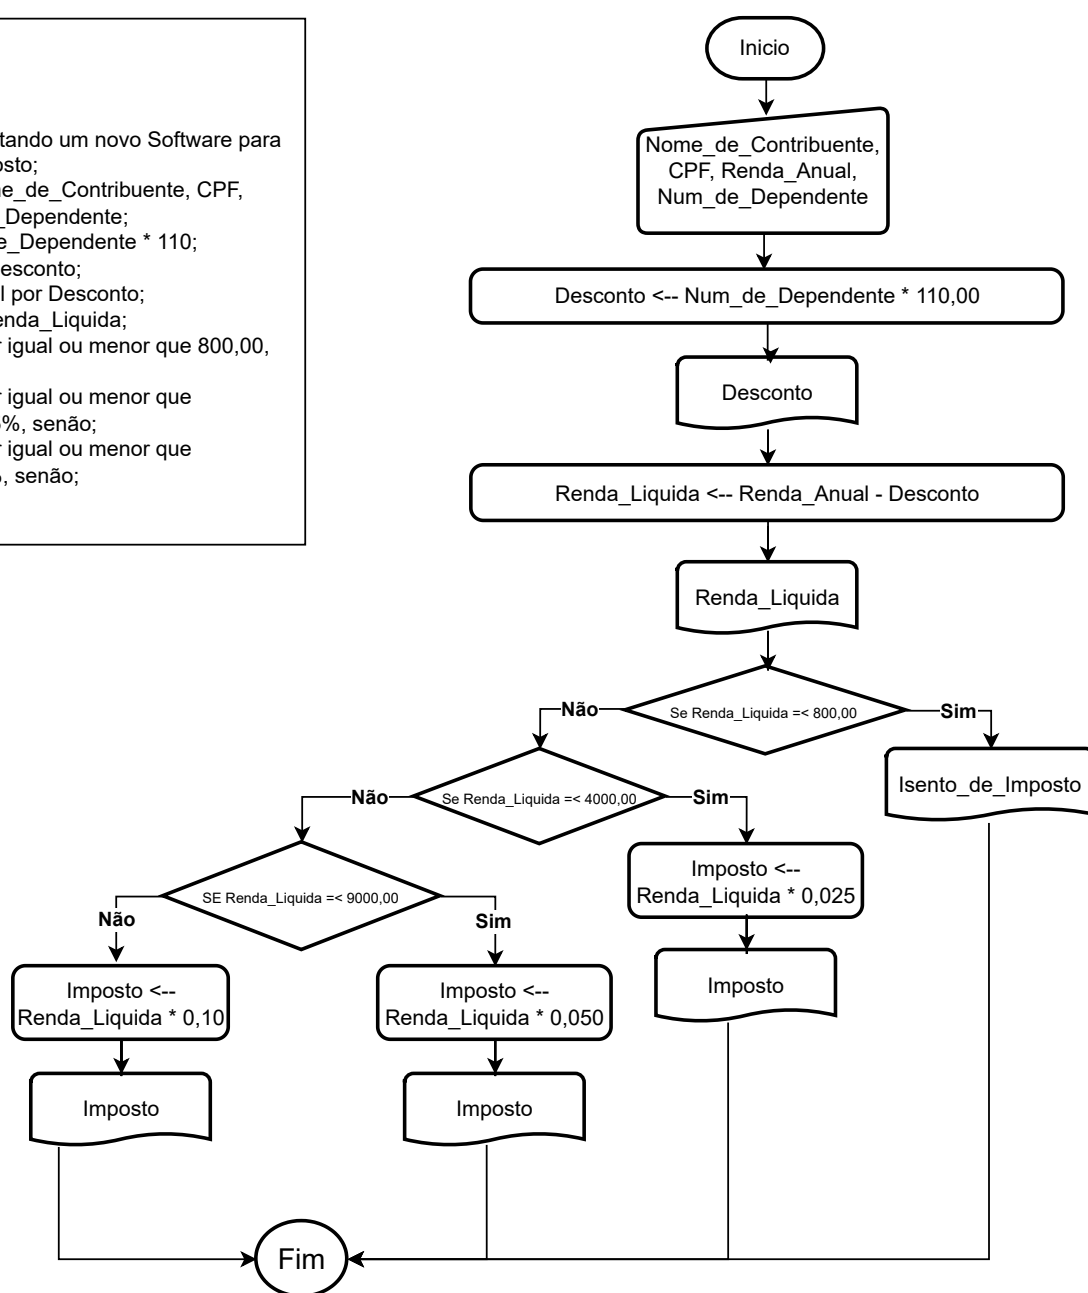 tando um novo Software para
osto;
e_de_Contribuente, CPF,
_Dependente;
e_Dependente * 110;
esconto;
l por Desconto;
enda_Liquida;
r igual ou menor que 800,00,
r igual ou menor que
%, senão;
r igual ou menor que
, senão;
Inicio
Nome_de_Contribuente,
CPF, Renda_Anual,
Num_de_Dependente
Desconto <-- Num_de_Dependente * 110,00
Desconto
Renda_Liquida <-- Renda_Anual - Desconto
Renda_Liquida
Se Renda_Liquida =< 800,00
Não
Sim
Isento_de_Imposto
Se Renda_LIquida =< 4000,00
Não
Sim
Imposto <--
Renda_Liquida * 0,025
Imposto
SE Renda_LIquida =< 9000,00
Não
Sim
Imposto <--
Renda_Liquida * 0,10
Imposto
Imposto <--
Renda_Liquida * 0,050
Imposto
Fim